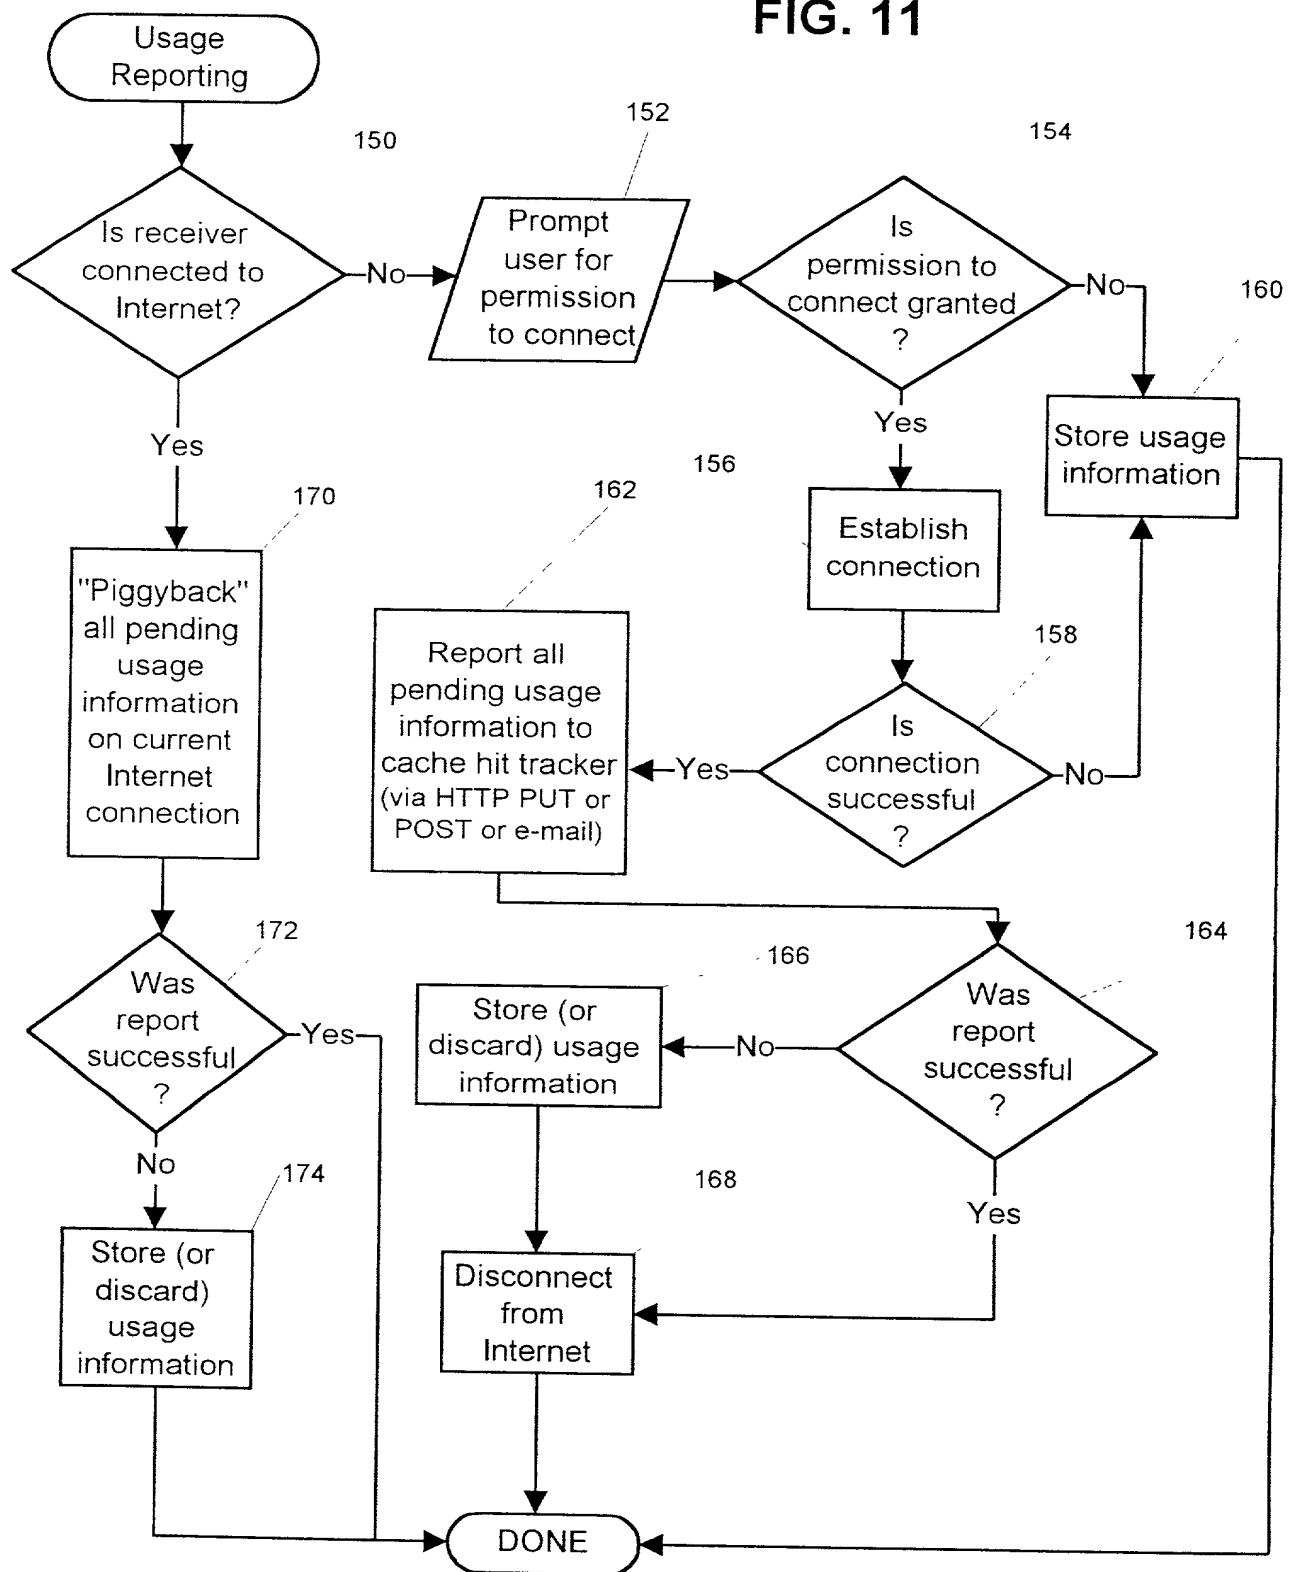 FIG. 11
Usage
Reporting
150
152
154
Is receiver
connected to
Internet?
No
Prompt
user for
permission
to connect
Is
permission to
connect granted
?
No
160
Yes
Yes
Store usage
information
170
162
156
Establish
connection
"Piggyback"
all pending
usage
information
on current
Internet
connection
Report all
pending usage
information to
cache hit tracker
(via HTTP PUT or
POST or e-mail)
158
Is
connection
successful
?
Yes
No
172
Was
report
successful
?
Yes
166
164
Store (or
discard) usage
information
No
Was
report
successful
?
No
174
168
Yes
Store (or
discard)
usage
information
Disconnect
from
Internet
DONE